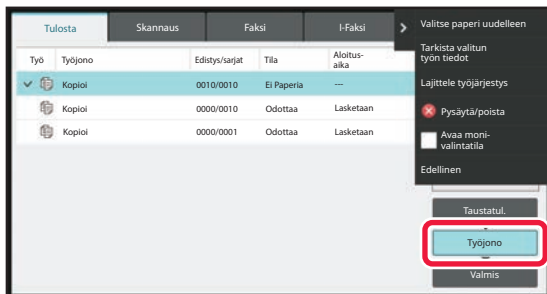 Tulosta
Skannaus
Faksi
I-Faksi
Valitse paperi uudelleen
Työ
Työjono
Edistys/sarjat
Tila
Aloitus-
aika
Tarkista valitun
työn tiedot
Kopioi
0010/0010
Ei Paperia
---
Lajittele työjärjestys
Kopioi
0000/0010
Odottaa
Lasketaan
Pysäytä/poista
Kopioi
0000/0001
Odottaa
Lasketaan
Avaa moni-
valintatila
Edellinen
Taustatul.
Työjono
Valmis